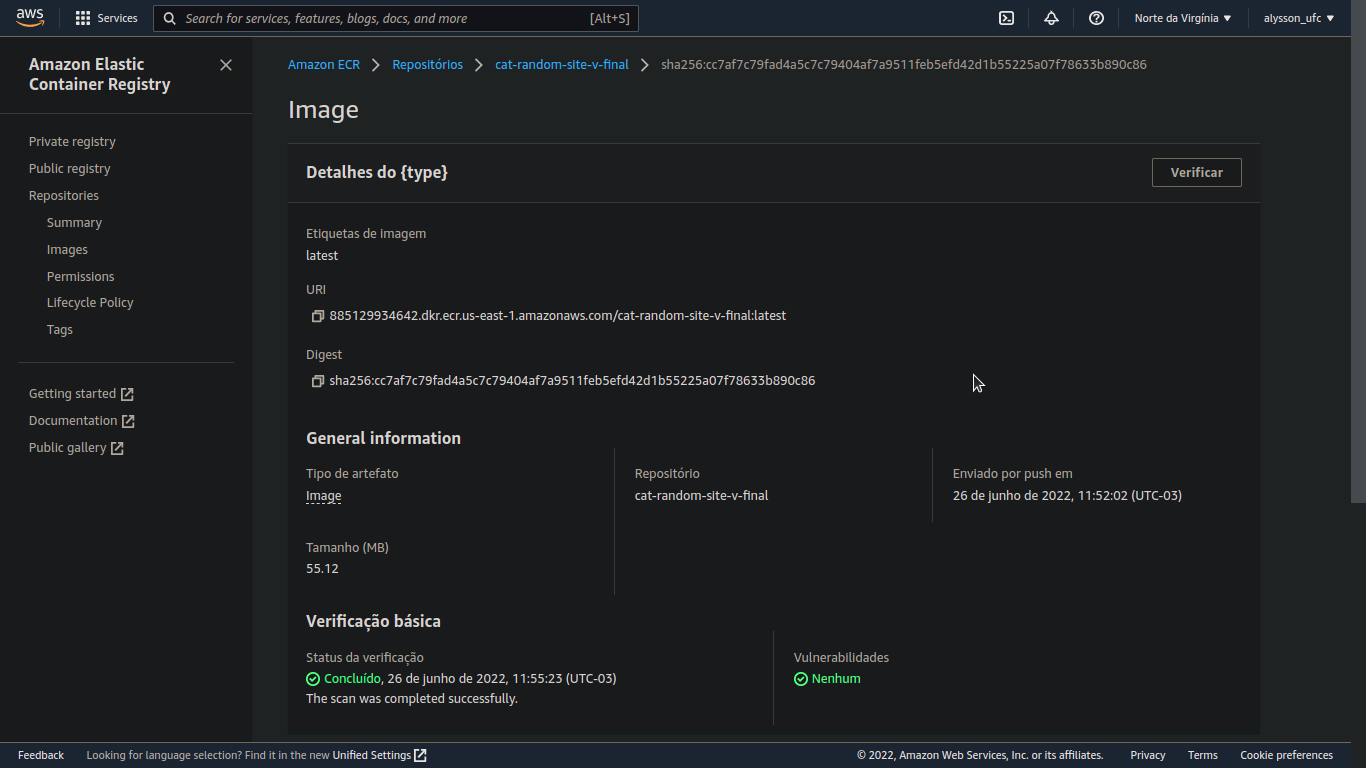 aws
Services
Search for services, features, blogs, docs, and more
[Alt+S]
Norte da Virgínia
alysson_ufc
Amazon Elastic
Container Registry
Private registry
Public registry
Repositories
Summary
Images
Permissions
Lifecycle Policy
Tags
Getting started
Documentation
Public gallery
Amazon ECR
Repositórios
cat-random-site-v-final
sha256:cc7af7c79fad4a5c7c79404af7a9511feb5efd42d1b55225a07f78633b890c86
Image
Detalhes do {type}
Verificar
Etiquetas de imagem
latest
URI
885129934642.dkr.ecr.us-east-1.amazonaws.com/cat-random-site-v-final:latest
Digest
sha256:cc7af7c79fad4a5c7c79404af7a9511feb5efd42d1b55225a07f78633b890c86
General information
Tipo de artefato
Image
Repositório
cat-random-site-v-final
Enviado por push em
26 de junho de 2022, 11:52:02 (UTC-03)
Tamanho (MB)
55.12
Verificação básica
Status da verificação
Concluído, 26 de junho de 2022, 11:55:23 (UTC-03)
The scan was completed successfully.
Vulnerabilidades
Nenhum
Feedback
Looking for language selection? Find it in the new Unified Settings
© 2022, Amazon Web Services, Inc. or its affiliates.
Privacy
Terms
Cookie preferences